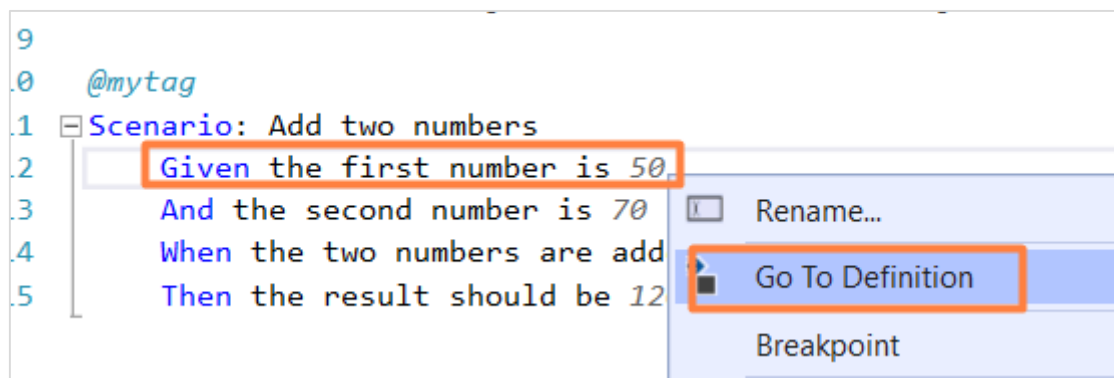 9
.0 @mytag
.1 Scenario: Add two numbers
.2 Given the first number is 50
.3 And the second number is 70
Rename...
.4 When the two numbers are add
Go To Definition
.5 Then the result should be 12
Breakpoint